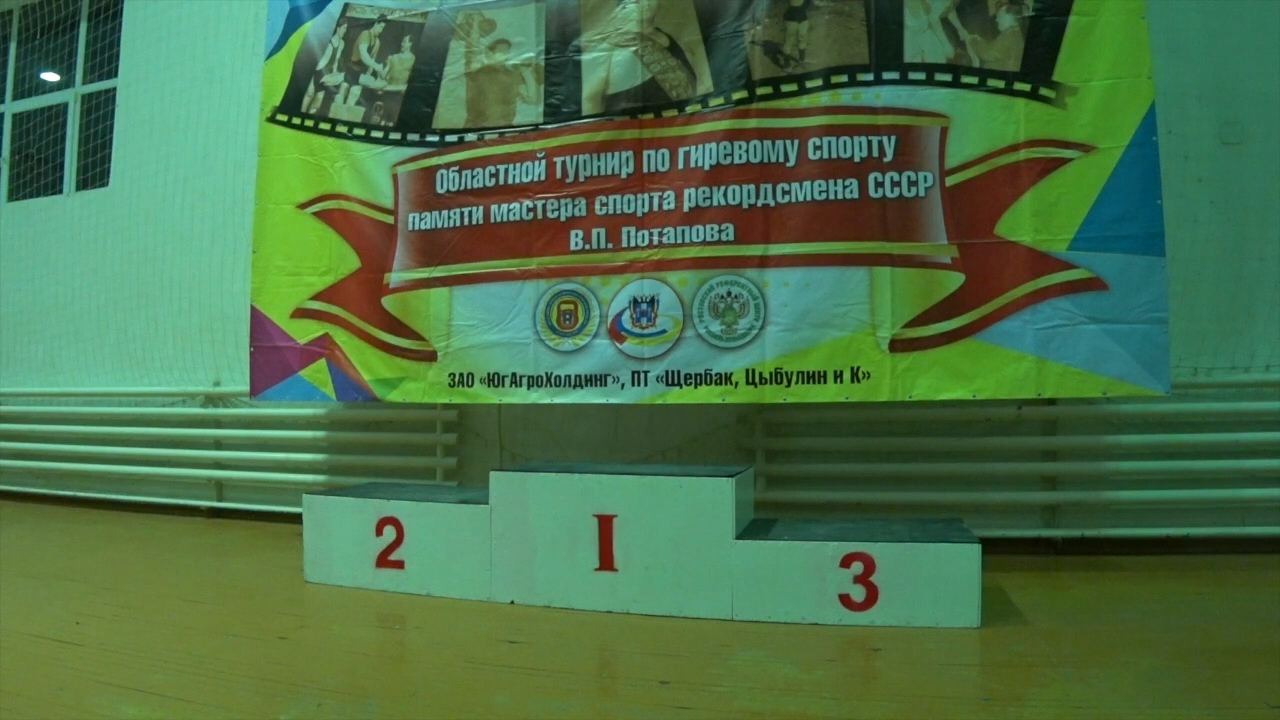 Областной турнир по гиревому спорту
памяти мастера спорта рекордсмена СССР
В.П. Потапова
ЗАО «ЮгАгроХолдинг», ПТ «Щербак, Цыбулин и К»
2
I
3